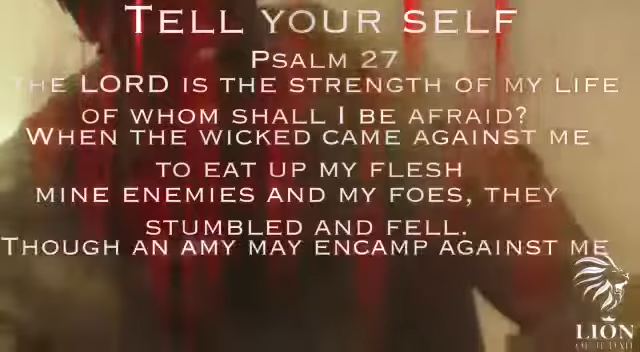 TELL YOUR SELF
PSALM 27
THE LORD IS THE STRENGTH OF MY LIFE
OF WHOM SHALL I BE AFRAID?
WHEN THE WICKED CAME AGAINST ME
TO EAT UP MY FLESH
MINE ENEMIES AND MY FOES, THEY
STUMBLED AND FELL.
THOUGH AN AMY MAY ENCAMP AGAINST ME
LION